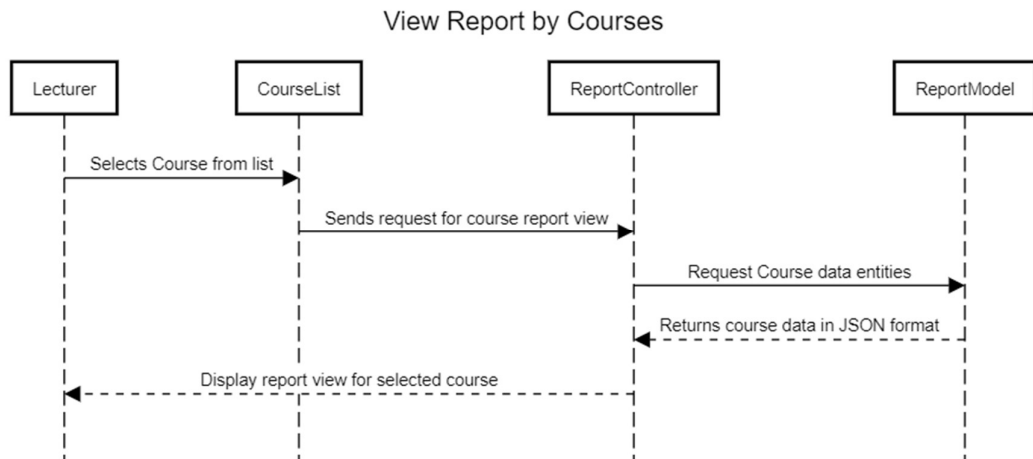 View Report by Courses
Lecturer
CourseList
ReportController
ReportModel
Selects Course from list
Sends request for course report view
Request Course data entities
Returns course data in JSON format
Display report view for selected course